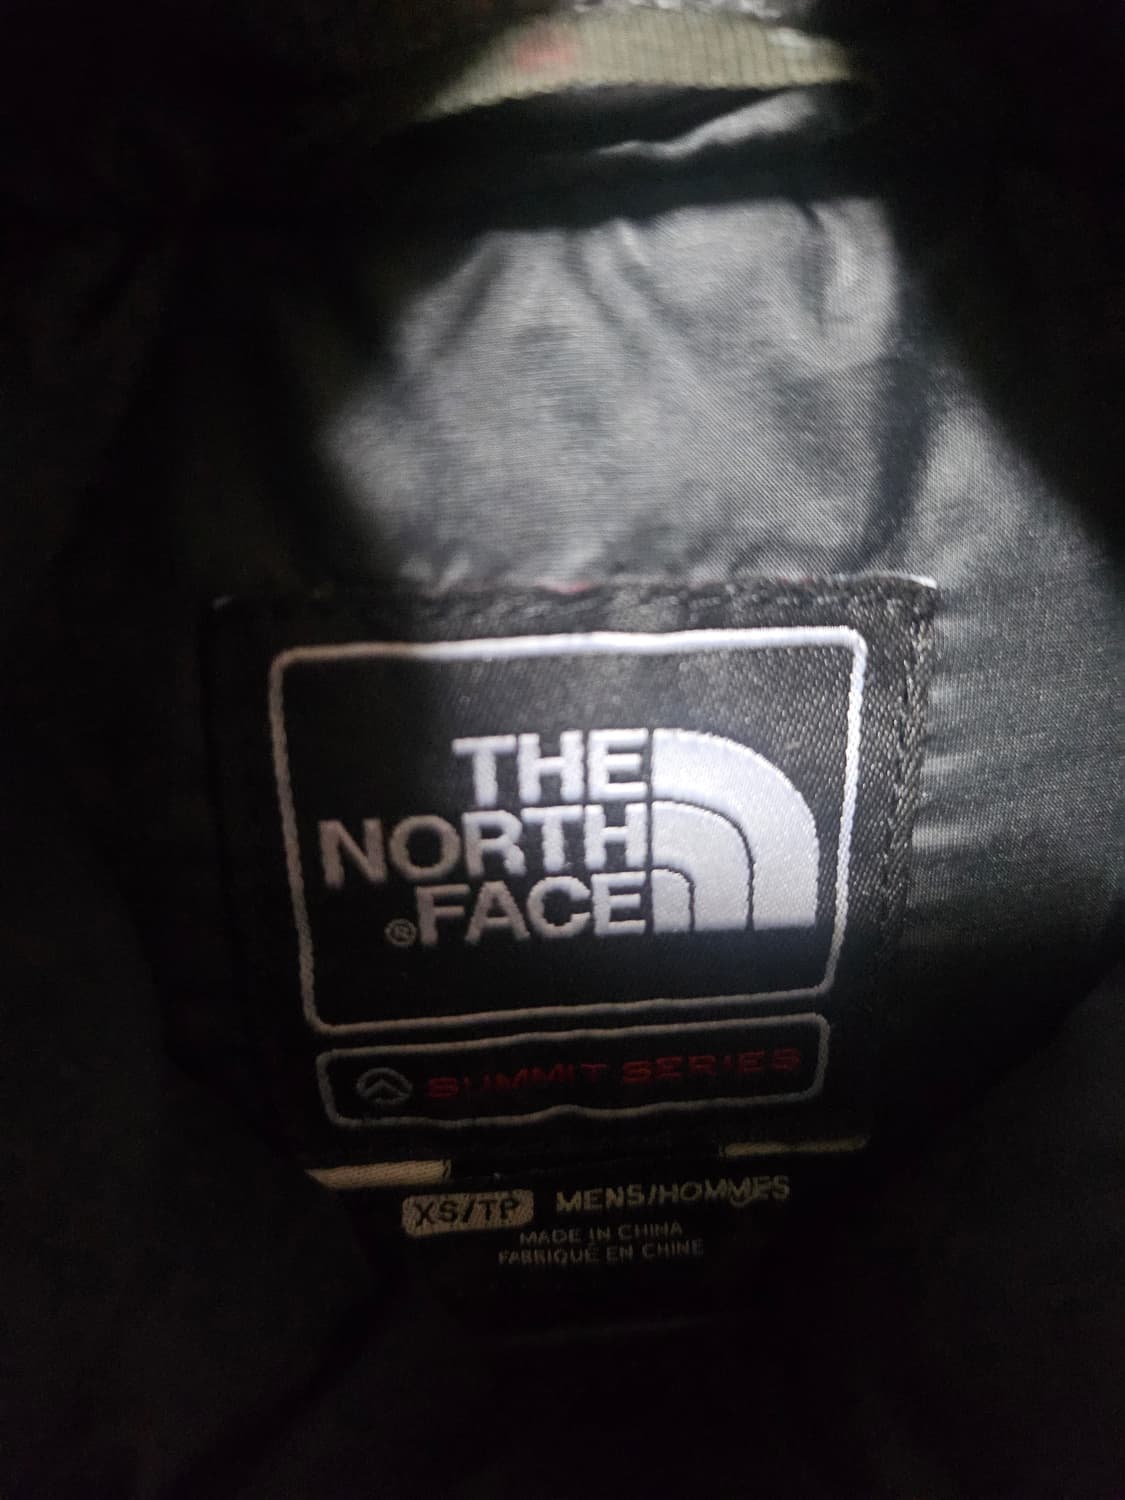 THE
NORTH
®FACE
SUMMIT SERIES
XS/TP MENS/HOMMES
MADE IN CHINA
FABRIQUÉ EN CHINE